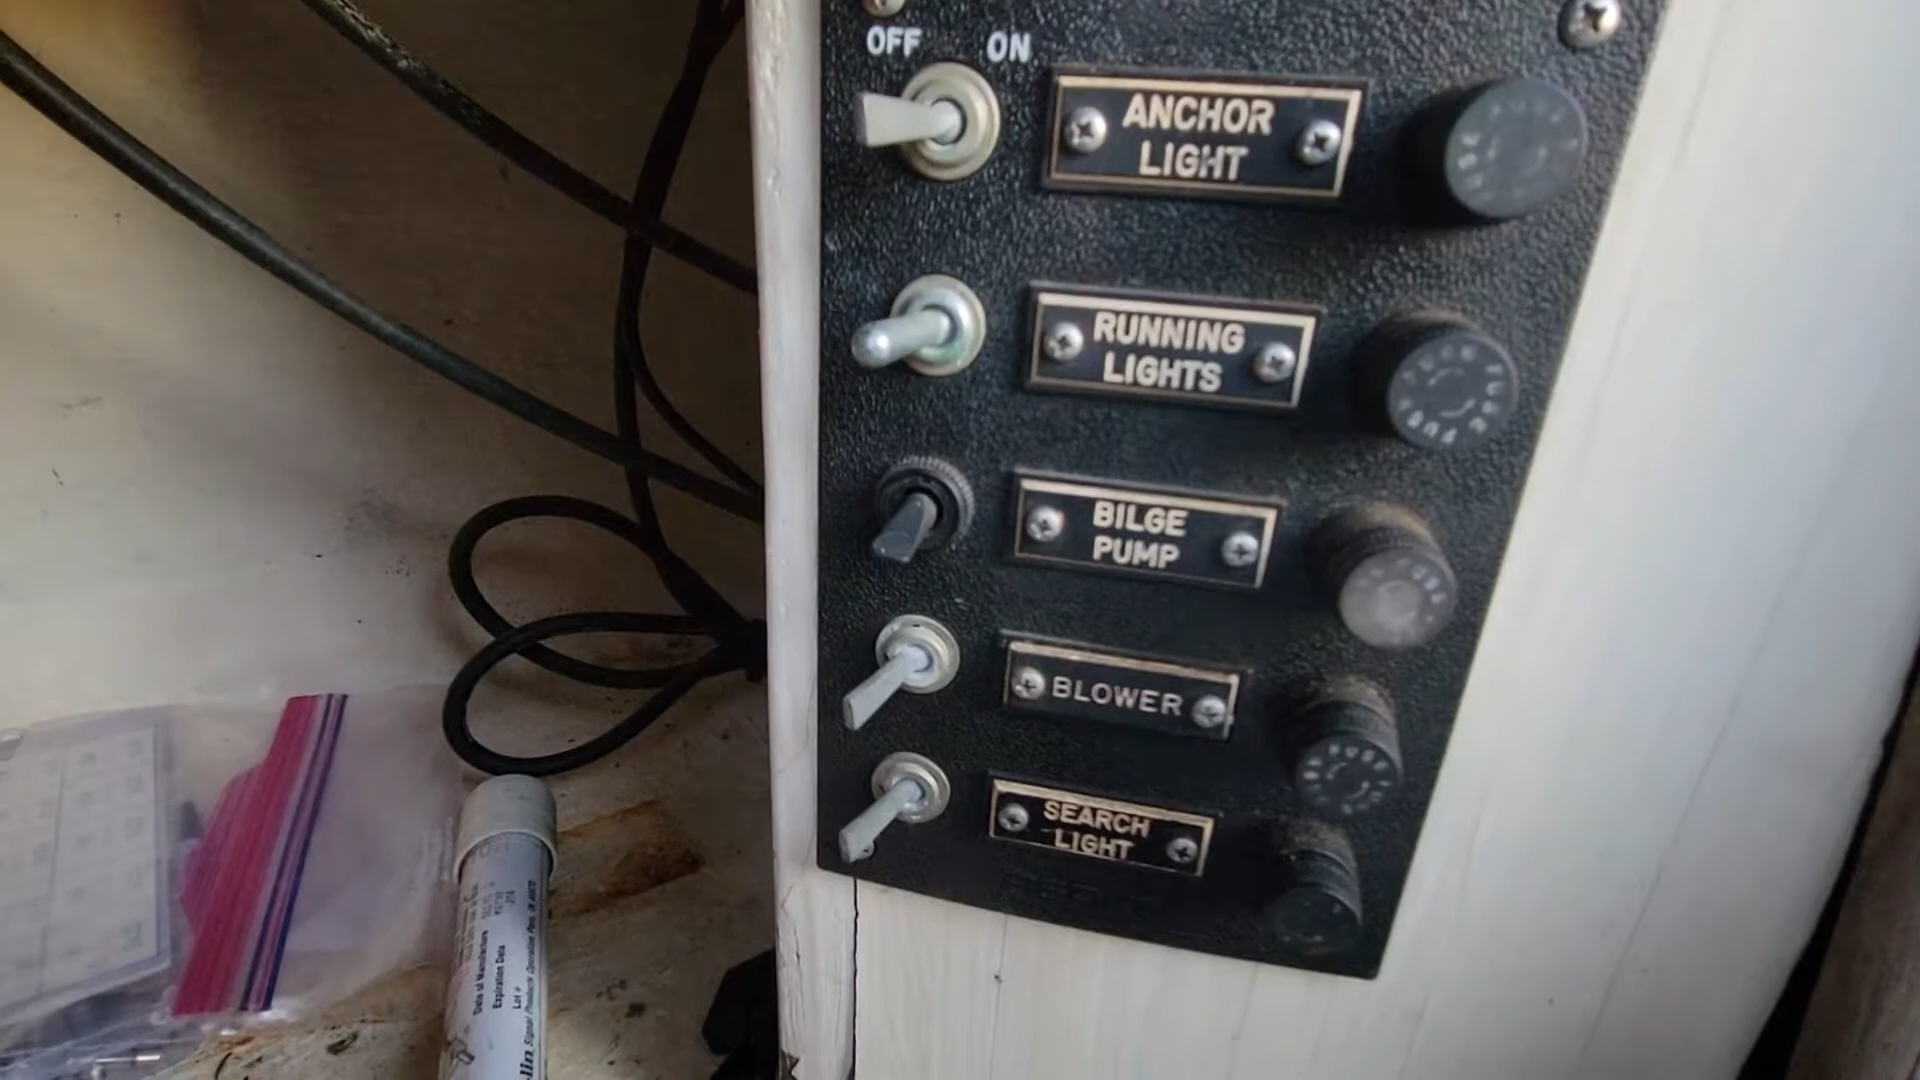 OFF ON
ANCHOR
LIGHT
RUNNING
LIGHTS
BILGE
PUMP
BLOWER
SEARCH
LIGHT
Date of Manufacture
Expiration Date
Lot #